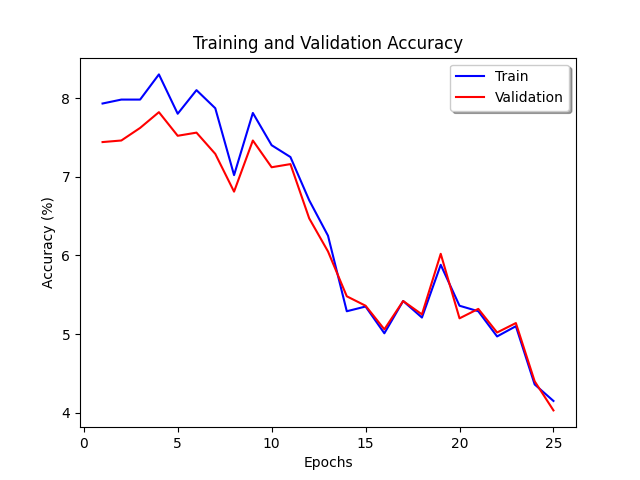 Training and Validation Accuracy
Train
Validation
8
7
6
5
4
Accuracy (%)
0 5 10 15 20 25
Epochs